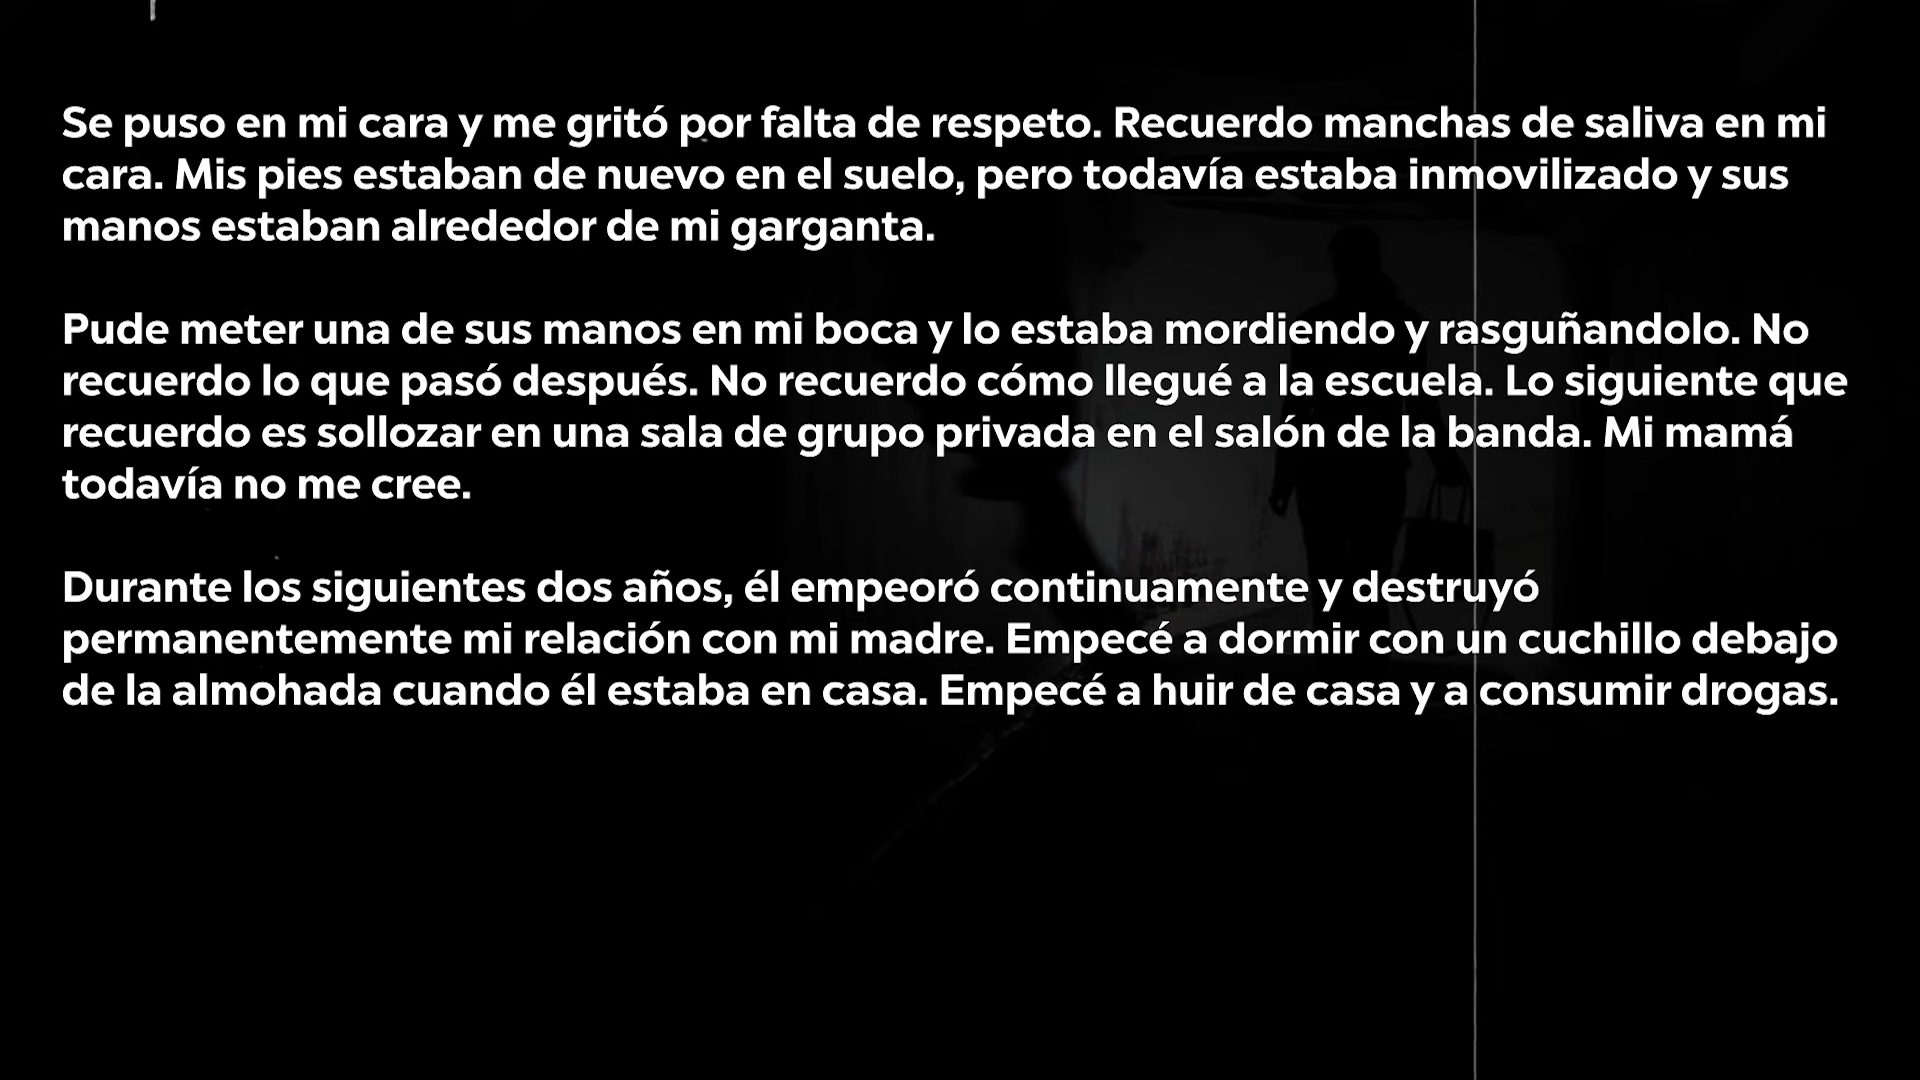 Se puso en mi cara y me gritó por falta de respeto. Recuerdo manchas de saliva en mi
cara. Mis pies estaban de nuevo en el suelo, pero todavía estaba inmovilizado y sus
manos estaban alrededor de mi garganta.
Pude meter una de sus manos en mi boca y lo estaba mordiendo y rasguñandolo. No
recuerdo lo que pasó después. No recuerdo cómo llegué a la escuela. Lo siguiente que
recuerdo es sollozar en una sala de grupo privada en el salón de la banda. Mi mamá
todavía no me cree.
Durante los siguientes dos años, él empeoró continuamente y destruyó
permanentemente mi relación con mi madre. Empecé a dormir con un cuchillo debajo
de la almohada cuando él estaba en casa. Empecé a huir de casa y a consumir drogas.